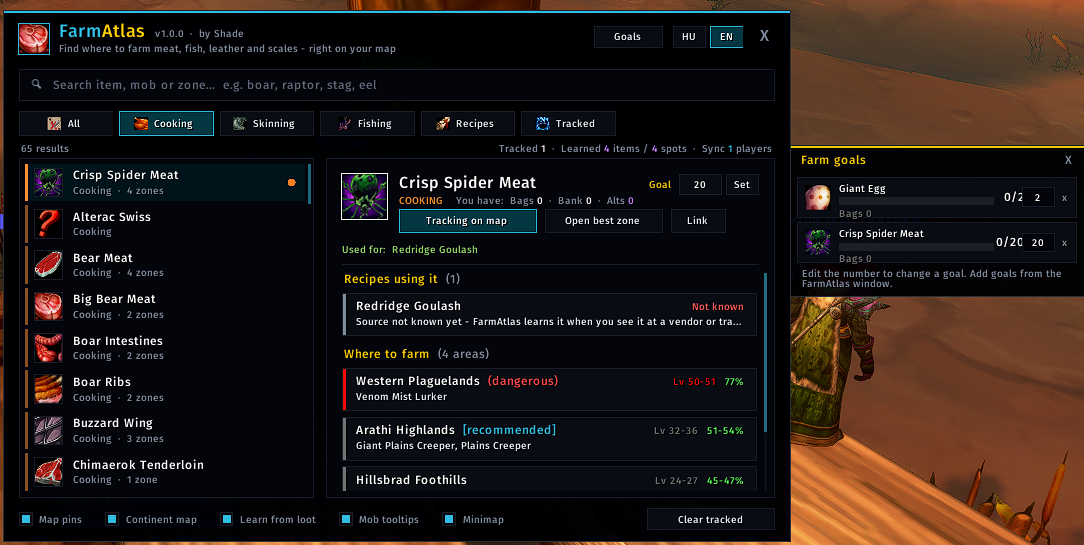 FarmAtlas v1.0.0 · by Shade
Find where to farm meat, fish, leather and scales - right on your map
Goals
HU
EN
X
Search item, mob or zone... e.g. boar, raptor, stag, eel
All
Cooking
Skinning
Fishing
Recipes
Tracked
65 results
Tracked 1 · Learned 4 items / 4 spots · Sync 1 players
Crisp Spider Meat
Cooking · 4 zones
Alterac Swiss
Cooking
Bear Meat
Cooking · 4 zones
Big Bear Meat
Cooking · 2 zones
Boar Intestines
Cooking · 2 zones
Boar Ribs
Cooking · 2 zones
Buzzard Wing
Cooking · 3 zones
Chimaerok Tenderloin
Cooking · 1 zone
Crisp Spider Meat
Goal 20 Set
COOKING You have: Bags 0 · Bank 0 · Alts 0
Tracking on map
Open best zone
Link
Used for: Redridge Goulash
Recipes using it (1)
Redridge Goulash Not known
Source not known yet - FarmAtlas learns it when you see it at a vendor or tra...
Where to farm (4 areas)
Western Plaguelands (dangerous) Lv 50-51 77%
Venom Mist Lurker
Arathi Highlands [recommended] Lv 32-36 51-54%
Giant Plains Creeper, Plains Creeper
Hillsbrad Foothills Lv 24-27 45-47%
Map pins
Continent map
Learn from loot
Mob tooltips
Minimap
Clear tracked
Farm goals X
Giant Egg
0/2 2 x
Bags 0
Crisp Spider Meat
0/20 20 x
Bags 0
Edit the number to change a goal. Add goals from the
FarmAtlas window.